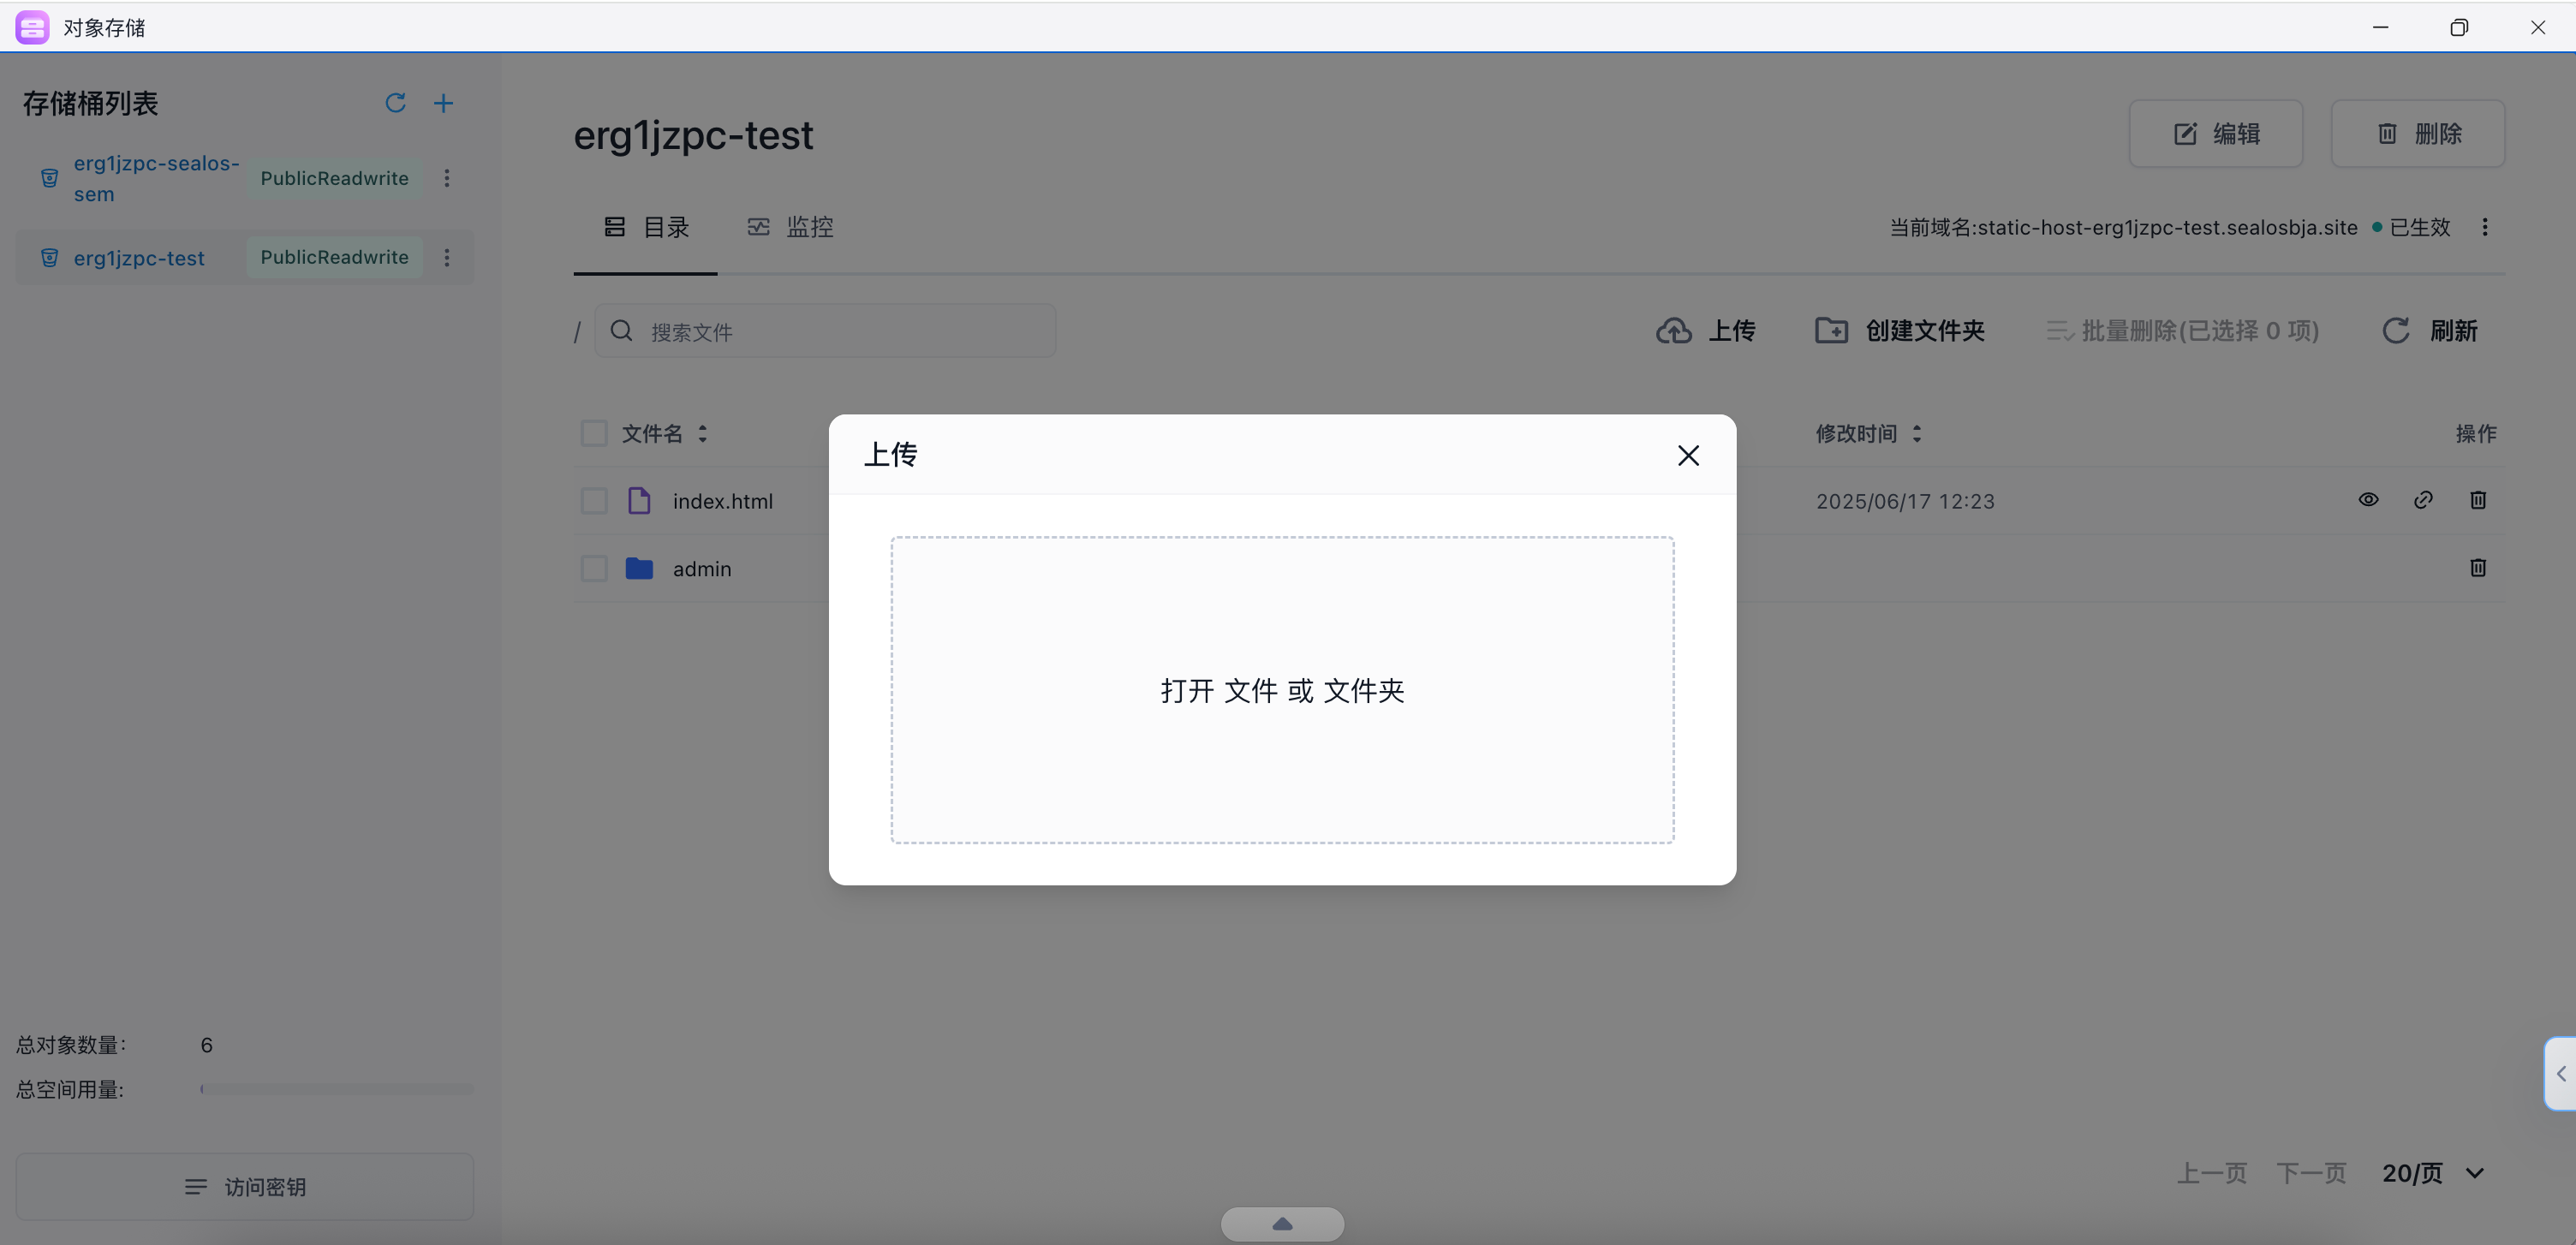 对象存储
存储桶列表
erg1jzpc-sealos-
sem
PublicReadwrite
erg1jzpc-test
PublicReadwrite
总对象数量:
6
总空间用量:
访问密钥
erg1jzpc-test
编辑
删除
目录
监控
当前域名:static-host-erg1jzpc-test.sealosbja.site
已生效
/
搜索文件
上传
创建文件夹
批量删除(已选择 0 项)
刷新
文件名
修改时间
操作
index.html
2025/06/17 12:23
admin
上传
打开 文件 或 文件夹
上一页
下一页
20/页